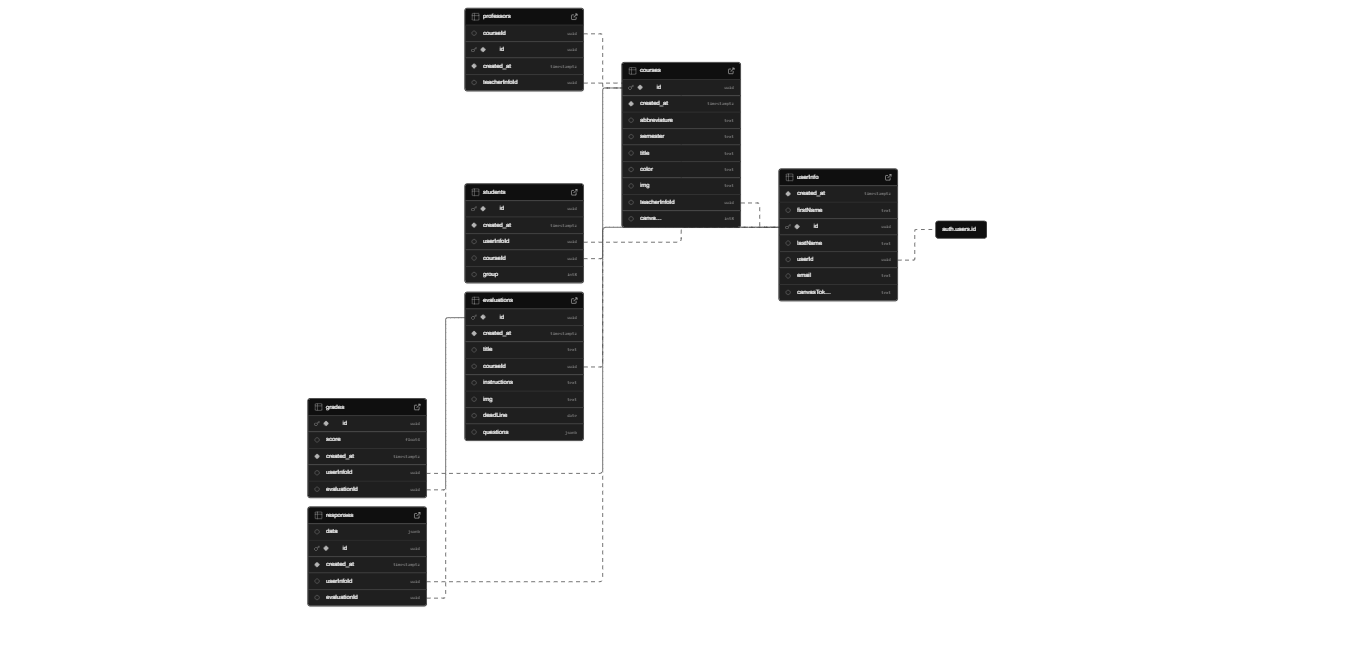 professors
courseId uuid
id uuid
created_at timestamptz
teacherInfoId uuid
courses
id uuid
created_at timestamptz
abbreviature text
semester text
title text
color text
img text
teacherInfoId uuid
canva...
userInfo
created_at timestamptz
firstName text
id uuid
lastName text
userId uuid
email text
canvasTok... text
auth.users.id
students
id uuid
created_at timestamptz
userInfoId uuid
courseId uuid
group
evaluations
id uuid
created_at timestamptz
title text
courseId uuid
instructions text
img text
deadLine date
questions jsonb
grades
id uuid
score
created_at timestamptz
userInfoId uuid
evaluationId uuid
responses
data jsonb
id uuid
created_at timestamptz
userInfoId uuid
evaluationId uuid